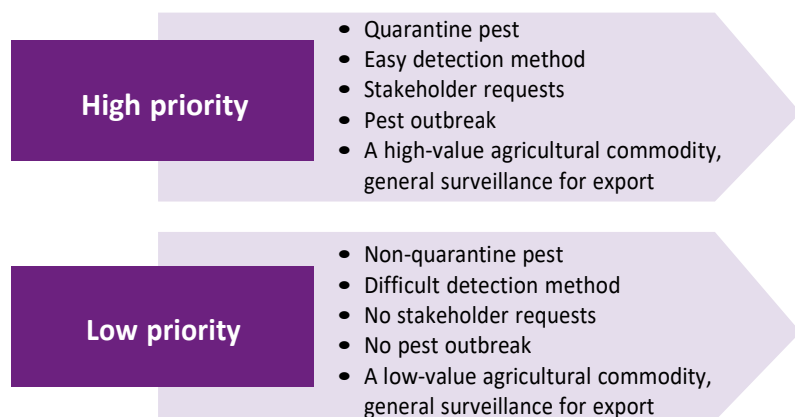 High priority
• Quarantine pest
• Easy detection method
• Stakeholder requests
• Pest outbreak
• A high-value agricultural commodity,
general surveillance for export
Low priority
• Non-quarantine pest
• Difficult detection method
• No stakeholder requests
• No pest outbreak
• A low-value agricultural commodity,
general surveillance for export